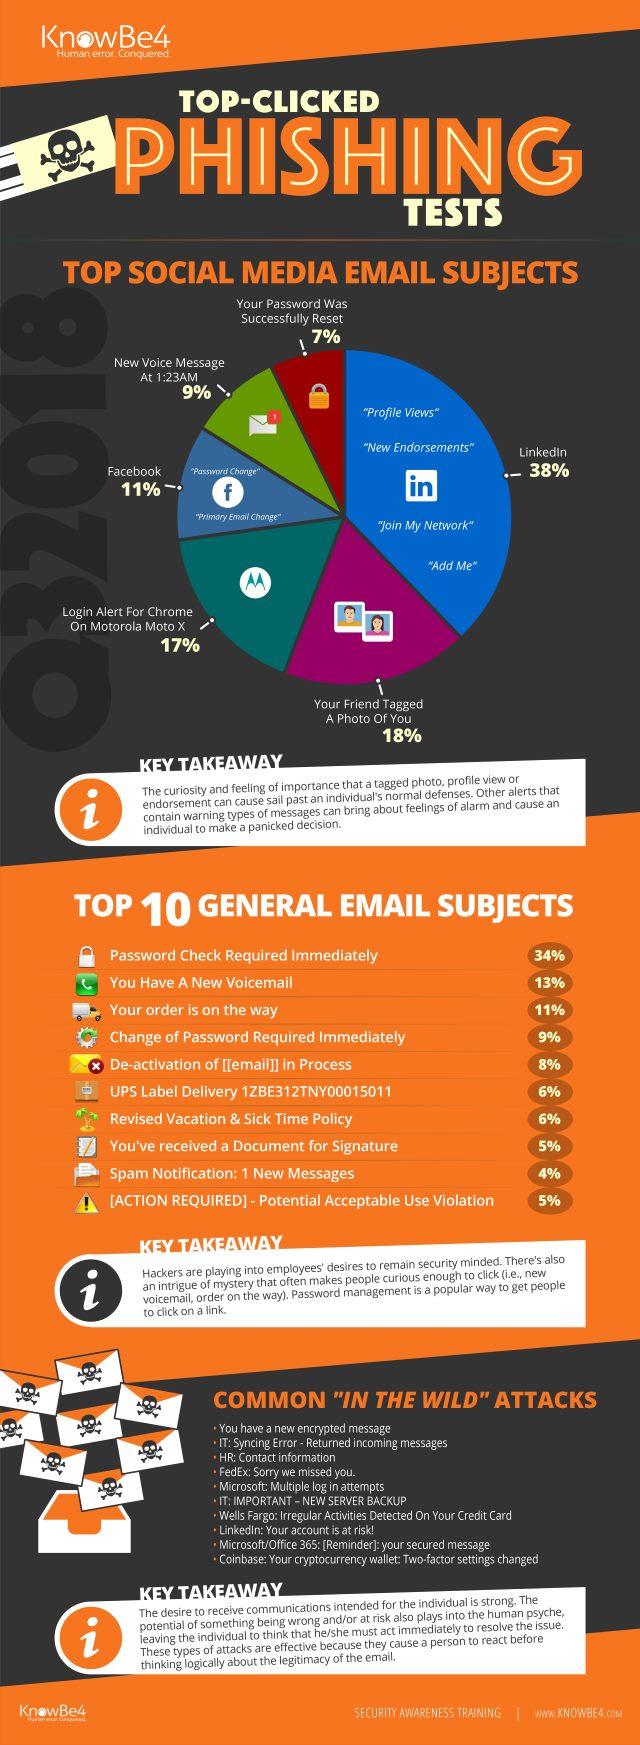 KnowBe4
Human error. Conquered.
TOP-CLICKED
PHISHING
TESTS
TOP SOCIAL MEDIA EMAIL SUBJECTS
Q32018
Your Password Was
Successfully Reset
7%
New Voice Message
At 1:23AM
9%
1
"Profile Views"
"New Endorsements"
in
"Join My Network"
"Add Me"
LinkedIn
38%
Facebook
11%
"Password Change"
f
"Primary Email Change"
Login Alert For Chrome
On Motorola Moto X
17%
Your Friend Tagged
A Photo Of You
18%
KEY TAKEAWAY
i
The curiosity and feeling of importance that a tagged photo, profile view or
endorsement can cause sail past an individual's normal defenses. Other alerts that
contain warning types of messages can bring about feelings of alarm and cause an
individual to make a panicked decision.
TOP 10 GENERAL EMAIL SUBJECTS
Password Check Required Immediately 34%
You Have A New Voicemail 13%
Your order is on the way 11%
Change of Password Required Immediately 9%
De-activation of [[email]] in Process 8%
UPS Label Delivery 1ZBE312TNY00015011 6%
Revised Vacation & Sick Time Policy 6%
You've received a Document for Signature 5%
Spam Notification: 1 New Messages 4%
[ACTION REQUIRED] - Potential Acceptable Use Violation 5%
KEY TAKEAWAY
i
Hackers are playing into employees' desires to remain security minded. There's also
an intrigue of mystery that often makes people curious enough to click (i.e., new
voicemail, order on the way). Password management is a popular way to get people
to click on a link.
COMMON "IN THE WILD" ATTACKS
• You have a new encrypted message
• IT: Syncing Error - Returned incoming messages
• HR: Contact information
• FedEx: Sorry we missed you.
• Microsoft: Multiple log in attempts
• IT: IMPORTANT – NEW SERVER BACKUP
• Wells Fargo: Irregular Activities Detected On Your Credit Card
• LinkedIn: Your account is at risk!
• Microsoft/Office 365: [Reminder]: your secured message
• Coinbase: Your cryptocurrency wallet: Two-factor settings changed
KEY TAKEAWAY
i
The desire to receive communications intended for the individual is strong. The
potential of something being wrong and/or at risk also plays into the human psyche,
leaving the individual to think that he/she must act immediately to resolve the issue.
These types of attacks are effective because they cause a person to react before
thinking logically about the legitimacy of the email.
KnowBe4
Human error. Conquered.
SECURITY AWARENESS TRAINING | WWW.KNOWBE4.COM